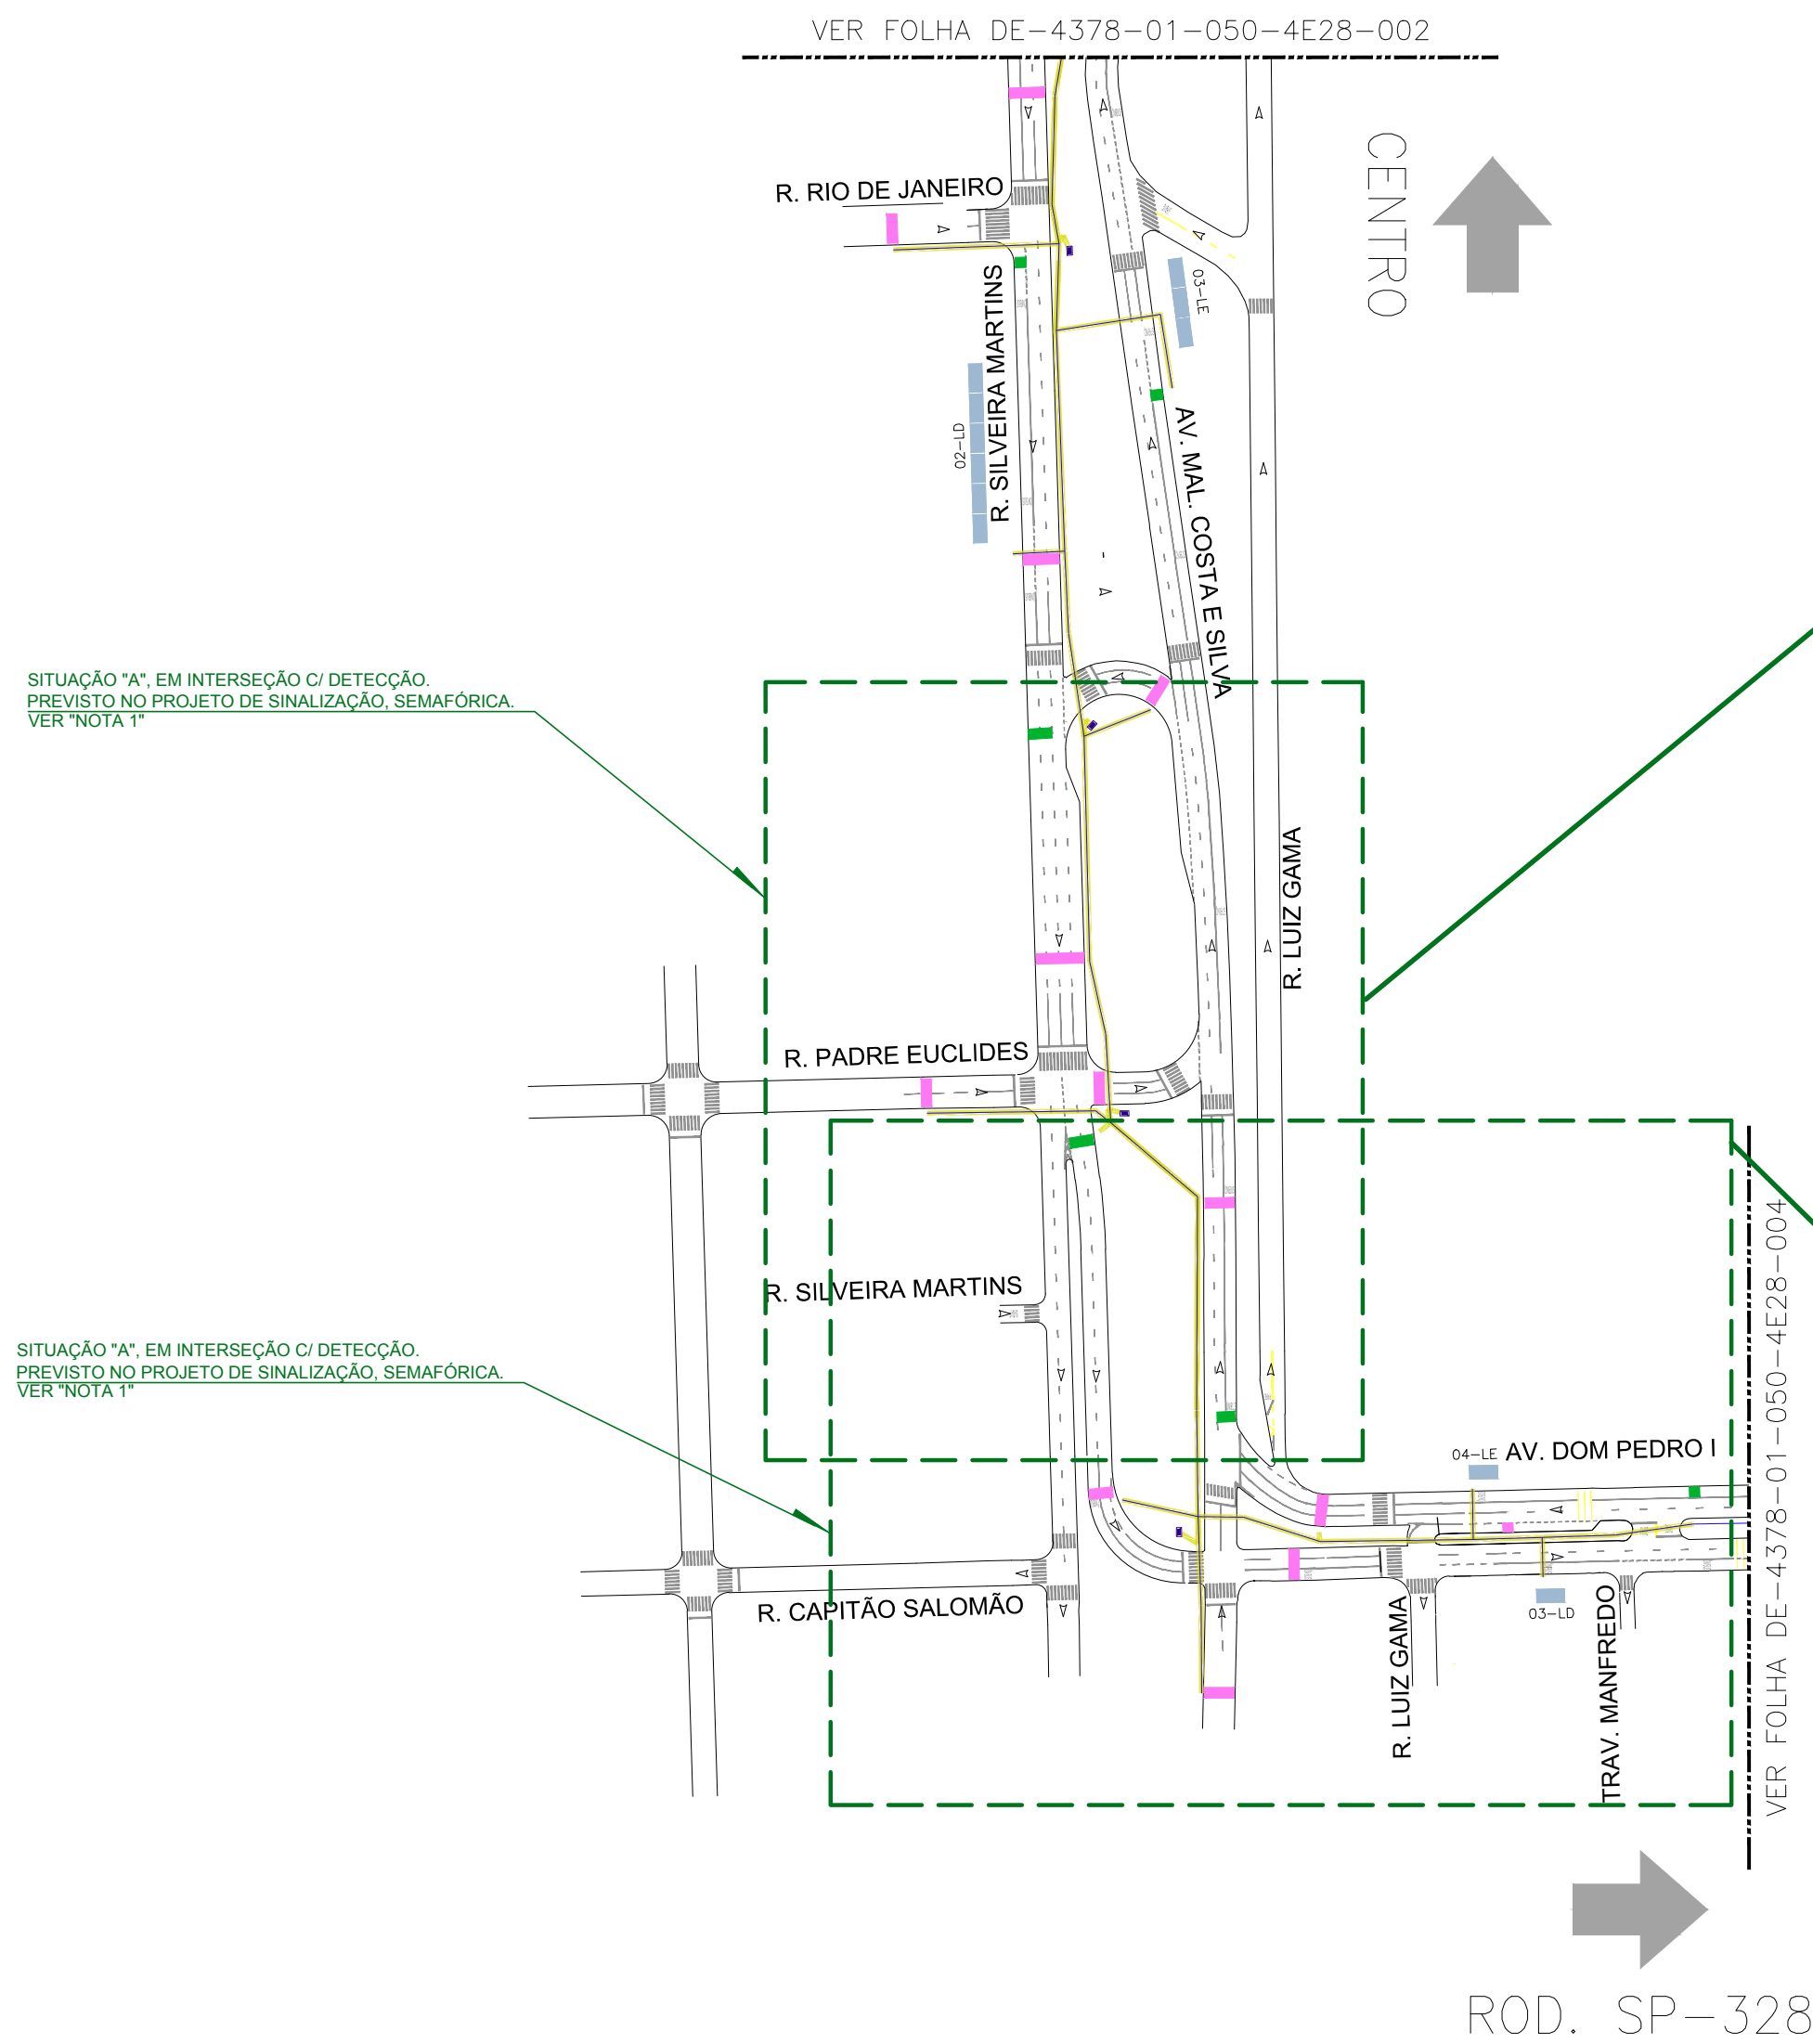 VER FOLHA DE-4378-01-050-4E28-002
CENTRO
R. RIO DE JANEIRO
R. SILVEIRA MARTINS
03-LE
02-LD
AV. MAL. COSTA E SILVA
SITUAÇÃO "A", EM INTERSEÇÃO C/ DETECÇÃO.
PREVISTO NO PROJETO DE SINALIZAÇÃO, SEMAFÓRICA.
VER "NOTA 1"
R. LUIZ GAMA
R. PADRE EUCLIDES
R. SILVEIRA MARTINS
VER FOLHA DE-4378-01-050-4E28-004
SITUAÇÃO "A", EM INTERSEÇÃO C/ DETECÇÃO.
PREVISTO NO PROJETO DE SINALIZAÇÃO, SEMAFÓRICA.
VER "NOTA 1"
04-LE
AV. DOM PEDRO I
R. CAPITÃO SALOMÃO
03-LD
R. LUIZ GAMA
TRAV. MANFREDO
ROD. SP-328